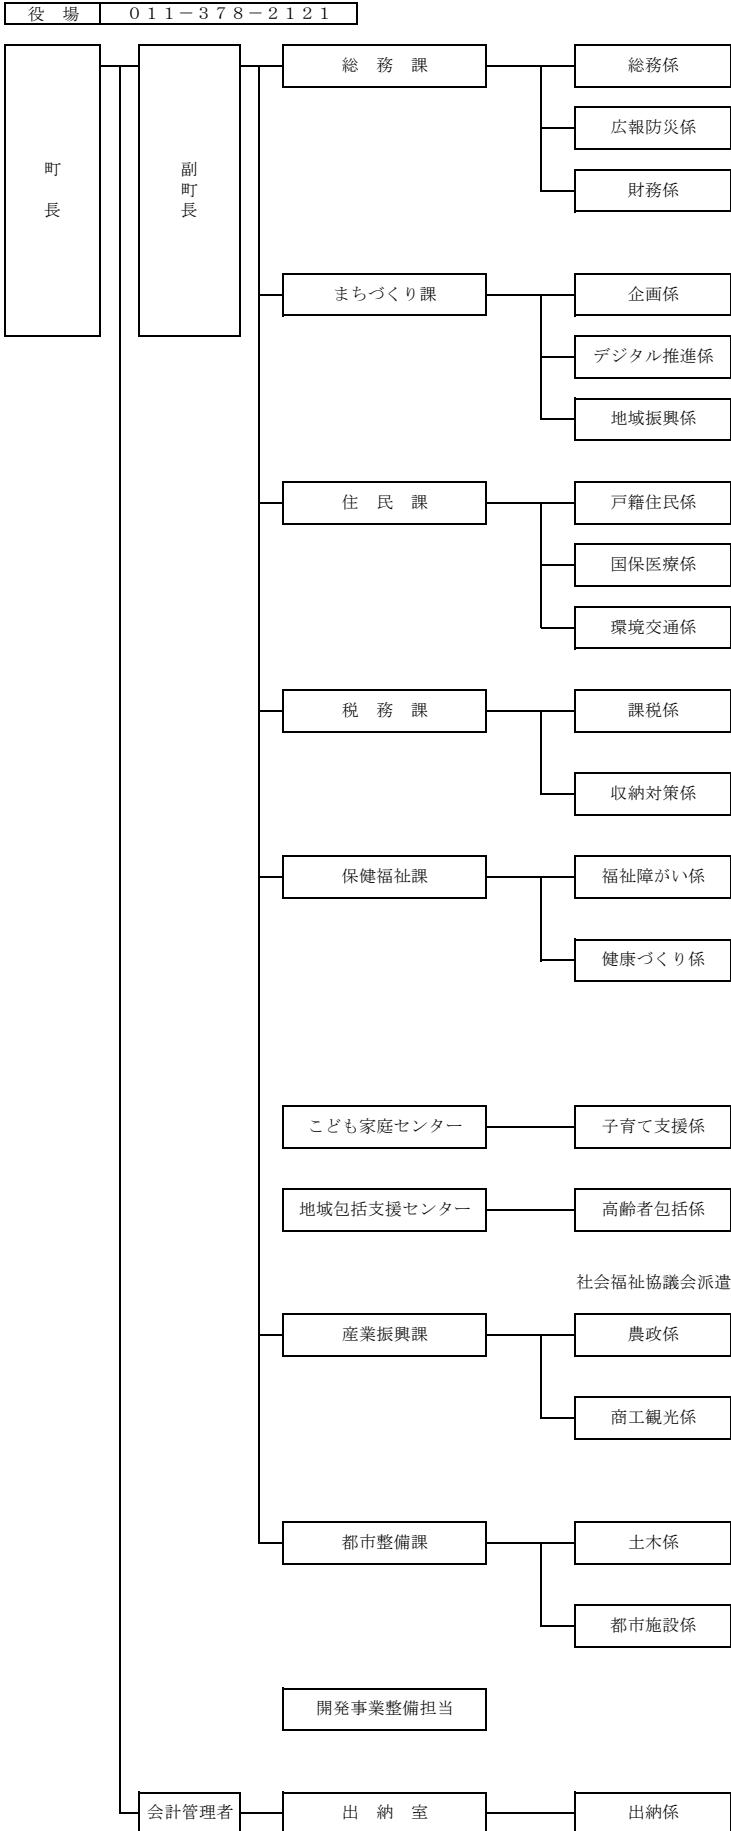 役　場　０１１－３７８－２１２１
町長
副町長
総　務　課
総務係
広報防災係
財務係
まちづくり課
企画係
デジタル推進係
地域振興係
住　民　課
戸籍住民係
国保医療係
環境交通係
税　務　課
課税係
収納対策係
保健福祉課
福祉障がい係
健康づくり係
こども家庭センター
子育て支援係
地域包括支援センター
高齢者包括係
社会福祉協議会派遣
産業振興課
農政係
商工観光係
都市整備課
土木係
都市施設係
開発事業整備担当
会計管理者
出　納　室
出納係